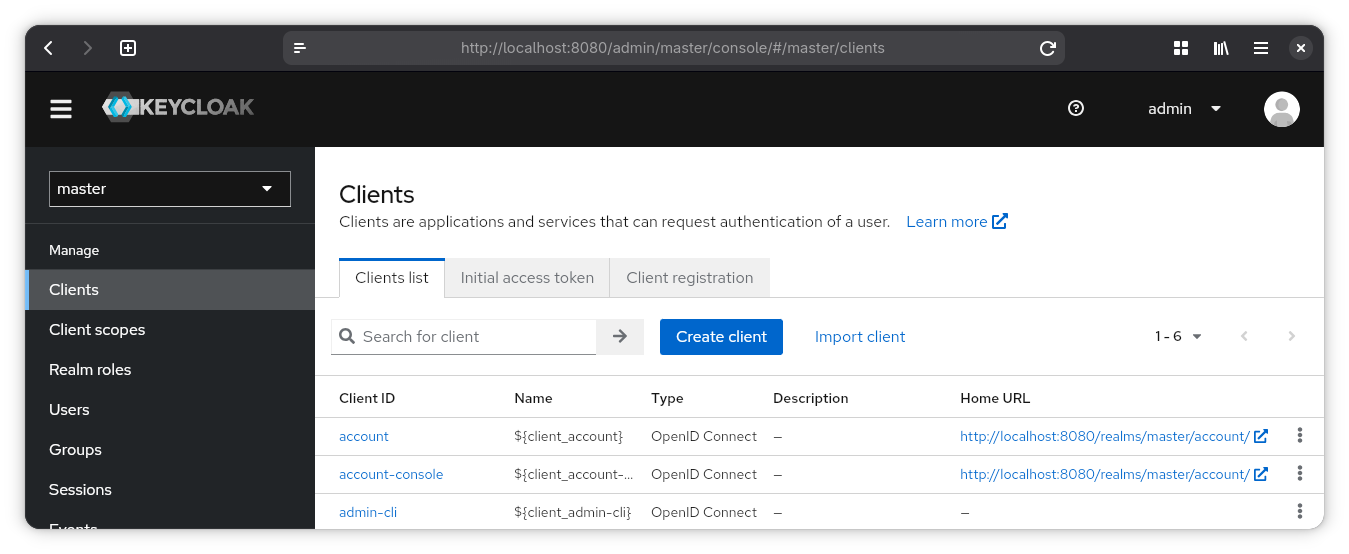 http://localhost:8080/admin/master/console/#/master/clients
KEYCLOAK
admin
master
Manage
Clients
Client scopes
Realm roles
Users
Groups
Sessions
Events
Clients
Clients are applications and services that can request authentication of a user. Learn more
Clients list Initial access token Client registration
Search for client Create client Import client 1 - 6
Client ID Name Type Description Home URL
account ${client_account} OpenID Connect – http://localhost:8080/realms/master/account/
account-console ${client_account-... OpenID Connect – http://localhost:8080/realms/master/account/
admin-cli ${client_admin-cli} OpenID Connect – –